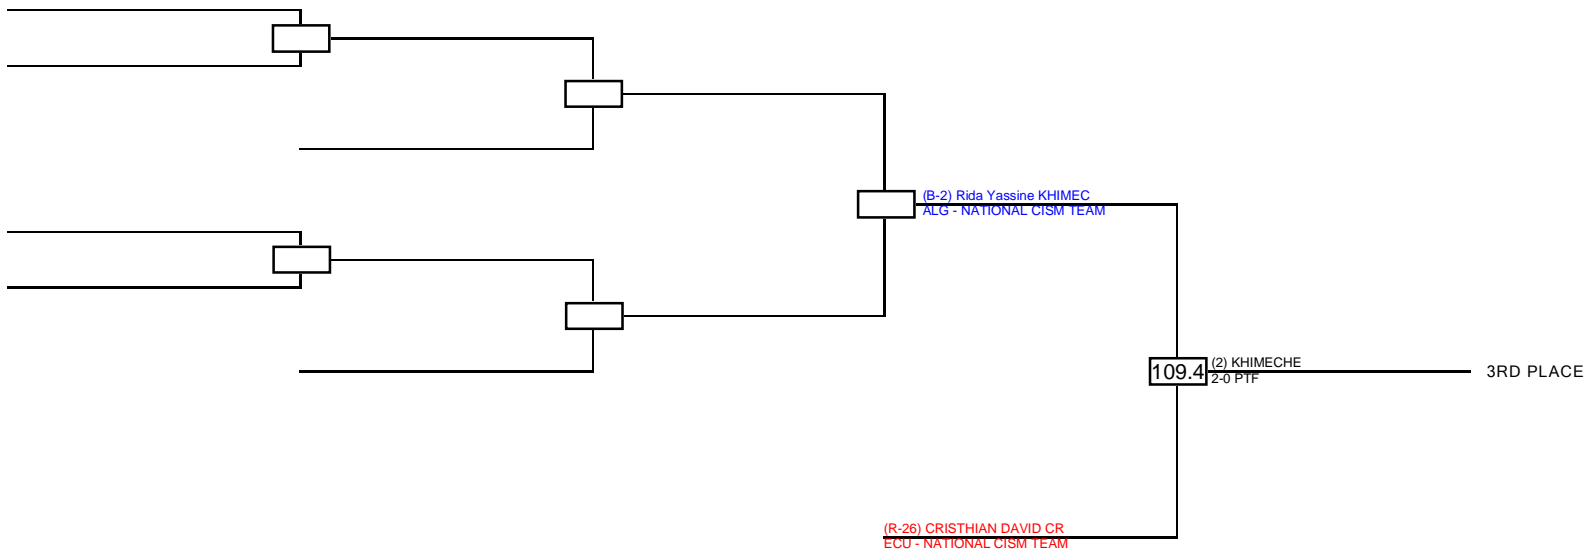 (B-2) Rida Yassine KHIMEC
ALG - NATIONAL CISM TEAM
109.4
(2) KHIMECHE
2-0 PTF
3RD PLACE
(R-26) CRISTHIAN DAVID CR
ECU - NATIONAL CISM TEAM